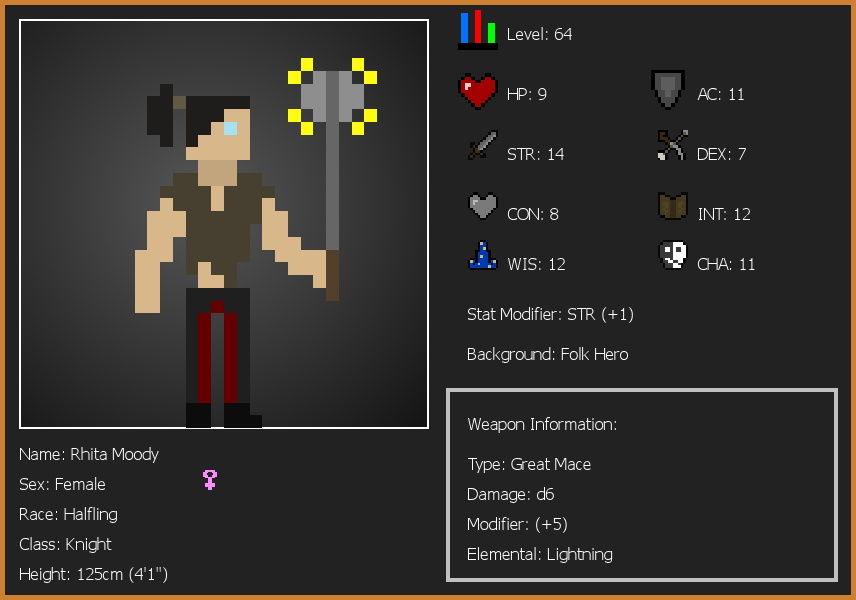 Level: 64
HP: 9
AC: 11
STR: 14
DEX: 7
CON: 8
INT: 12
WIS: 12
CHA: 11
Stat Modifier: STR (+1)
Background: Folk Hero
Weapon Information:
Type: Great Mace
Damage: d6
Modifier: (+5)
Elemental: Lightning
Name: Rhita Moody
Sex: Female
Race: Halfling
Class: Knight
Height: 125cm (4'1")